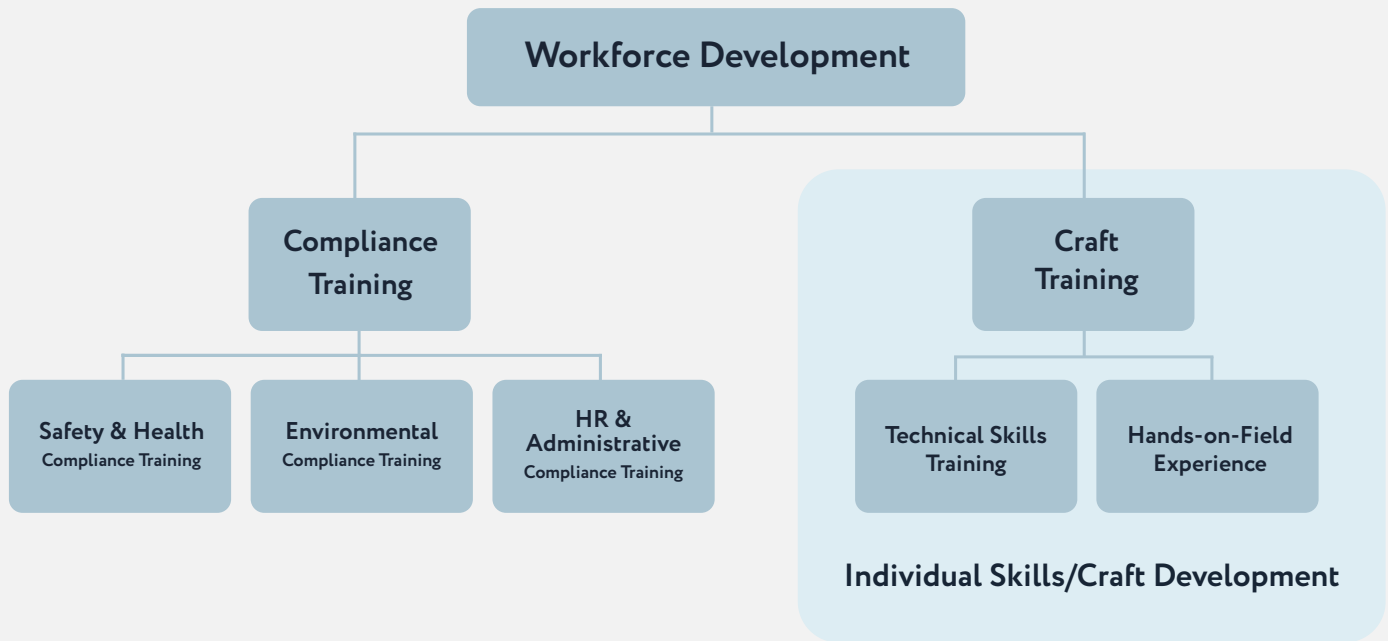 Workforce Development
Compliance
Training
Craft
Training
Safety & Health
Compliance Training
Environmental
Compliance Training
HR &
Administrative
Compliance Training
Technical Skills
Training
Hands-on-Field
Experience
Individual Skills/Craft Development